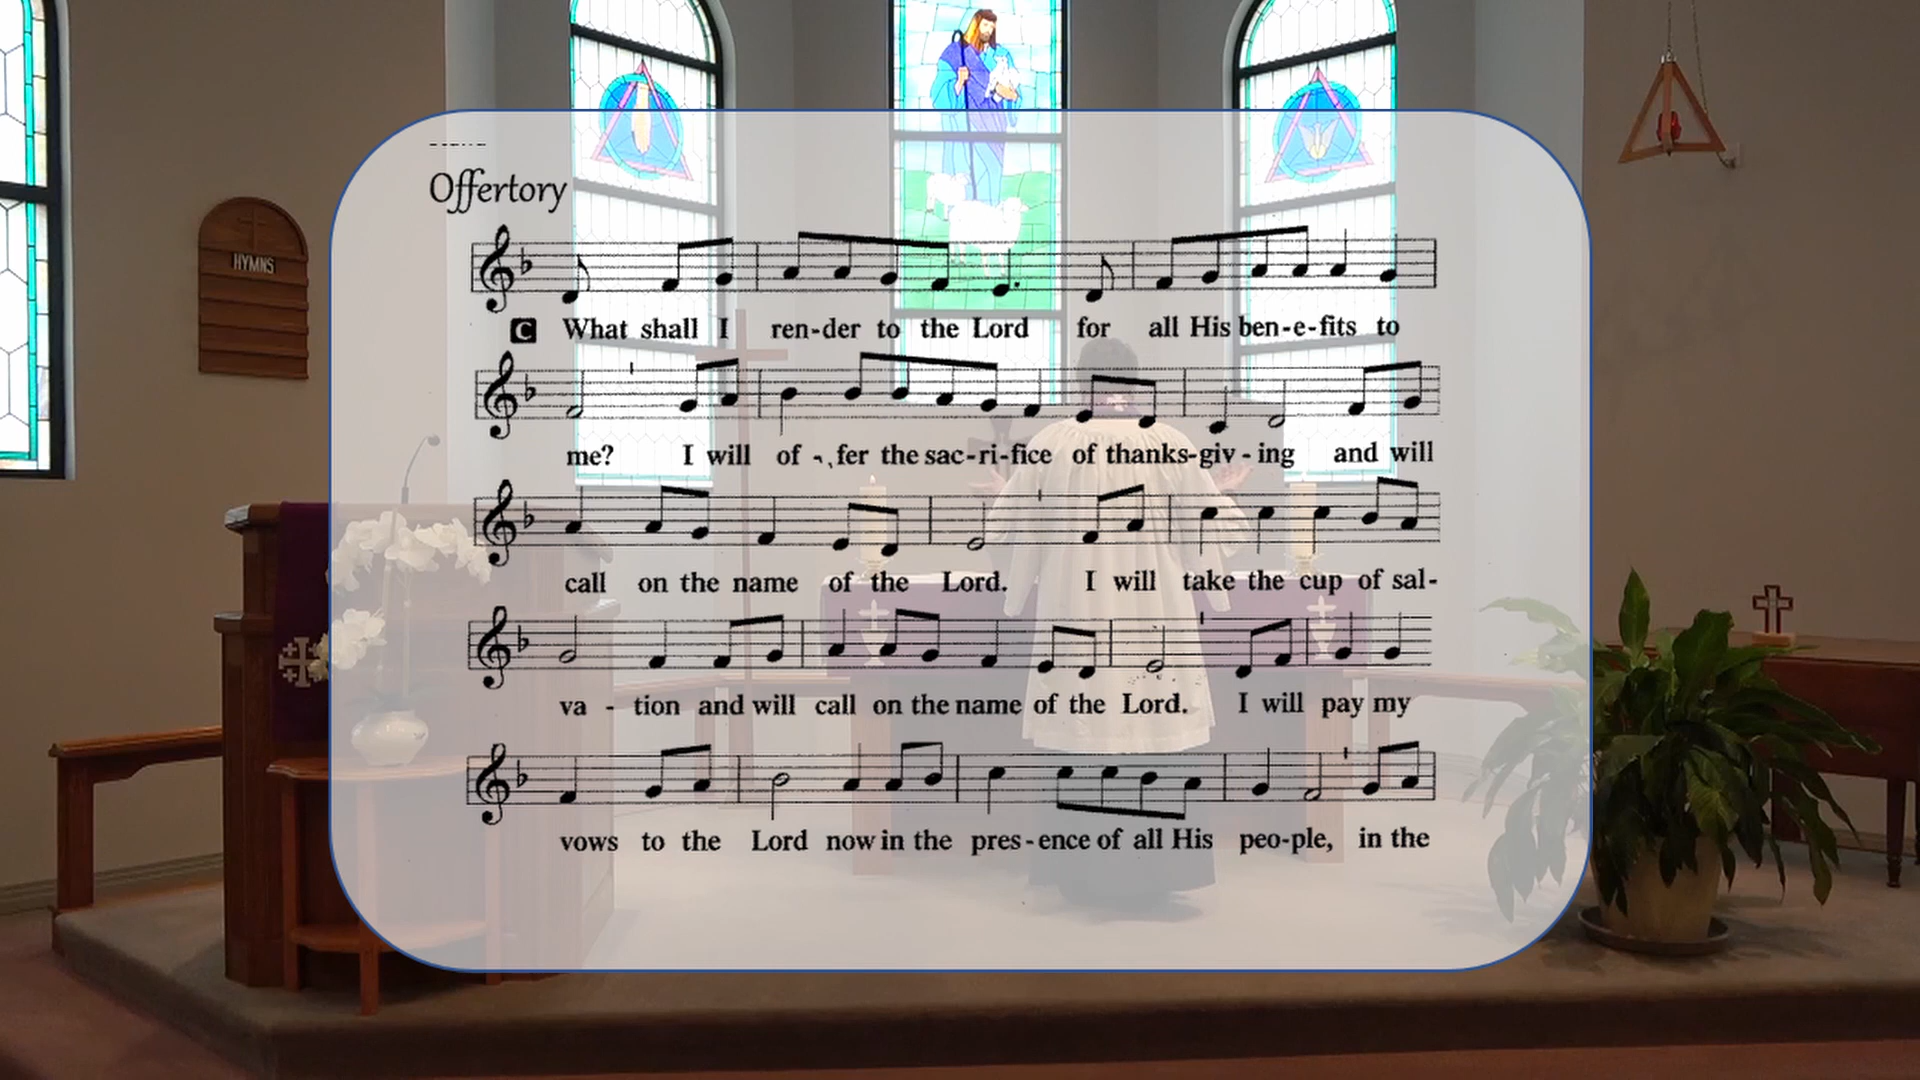 Offertory
HYMNS
C What shall I ren-der to the Lord for all His ben-e-fits to
me? I will of - fer the sac-ri-fice of thanks-giv-ing and will
call on the name of the Lord. I will take the cup of sal-
va - tion and will call on the name of the Lord. I will pay my
vows to the Lord now in the pres-ence of all His peo-ple, in the